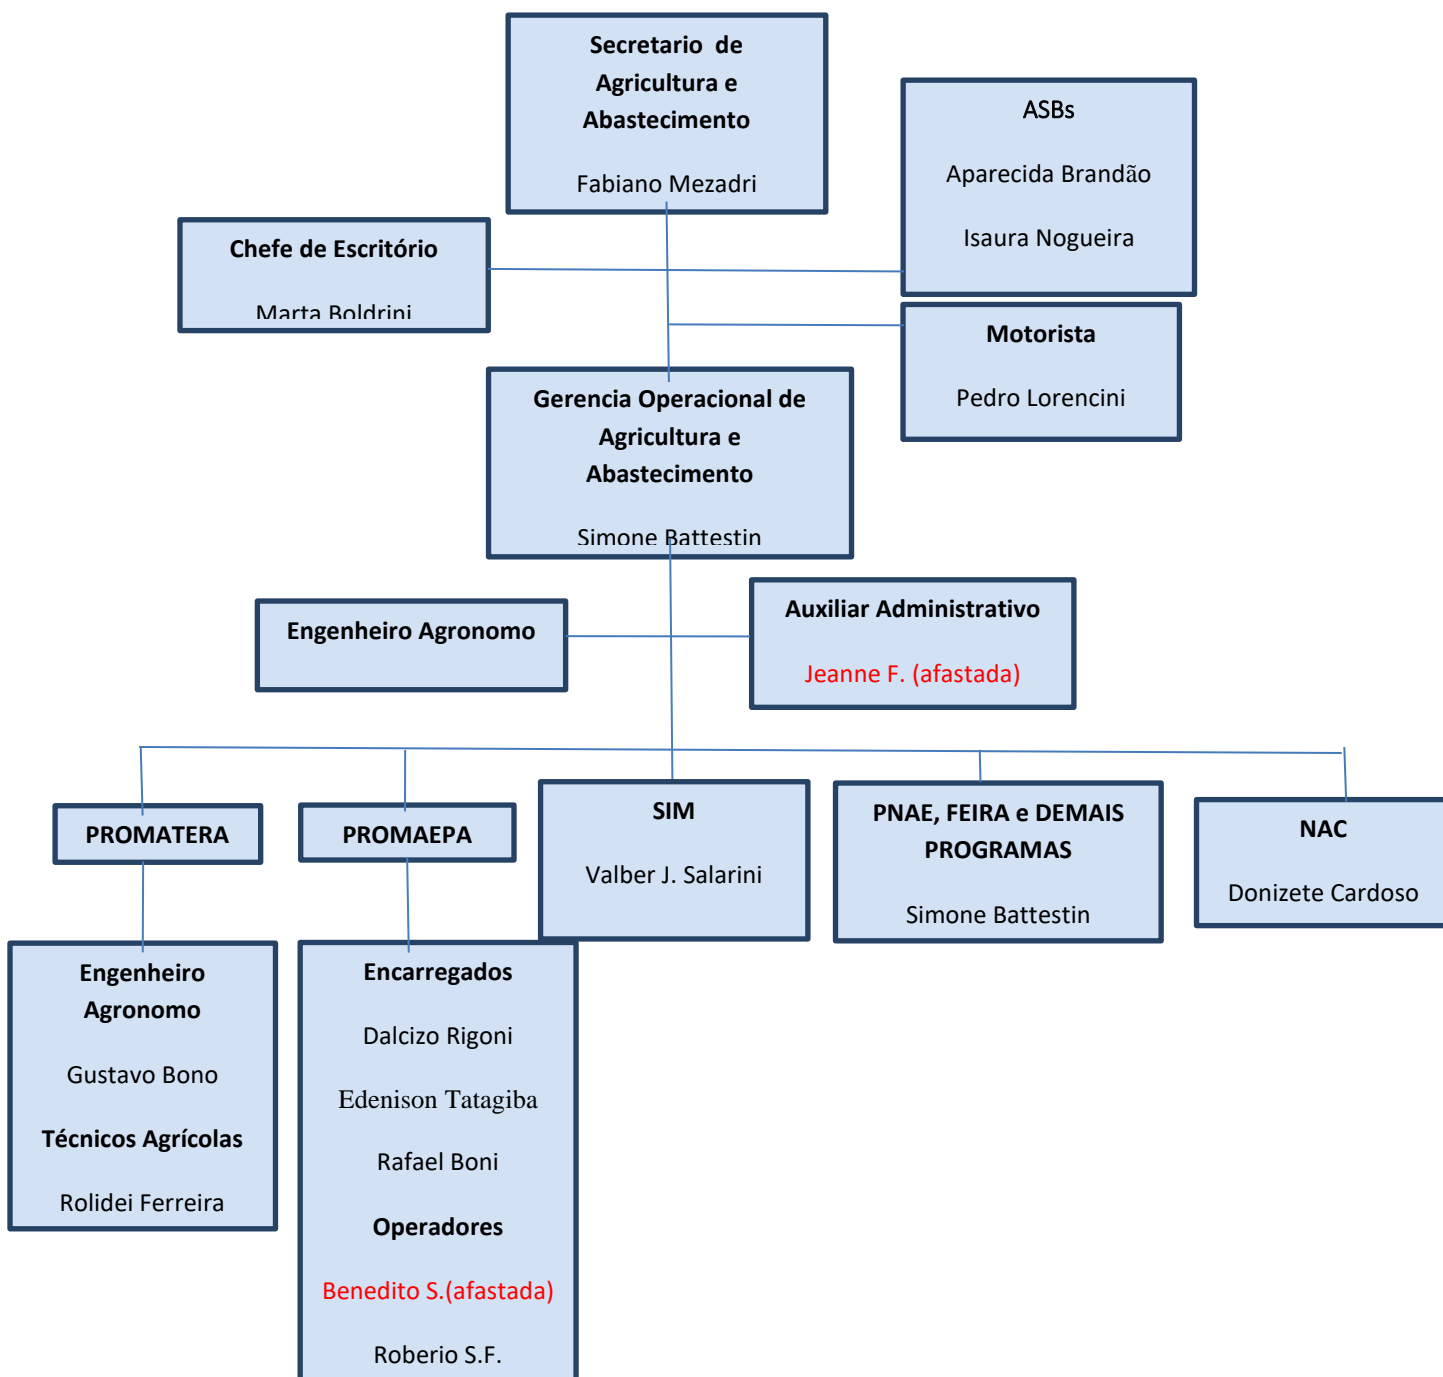 Secretario  de
Agricultura e
Abastecimento
Fabiano Mezadri
ASBs
Aparecida Brandão
Isaura Nogueira
Chefe de Escritório
Marta Boldrini
Motorista
Pedro Lorencini
Gerencia Operacional de
Agricultura e
Abastecimento
Simone Battestin
Engenheiro Agronomo
Auxiliar Administrativo
Jeanne F. (afastada)
PROMATERA
PROMAEPA
SIM
Valber J. Salarini
PNAE, FEIRA e DEMAIS
PROGRAMAS
Simone Battestin
NAC
Donizete Cardoso
Engenheiro
Agronomo
Gustavo Bono
Técnicos Agrícolas
Rolidei Ferreira
Encarregados
Dalcizo Rigoni
Edenison Tatagiba
Rafael Boni
Operadores
Benedito S.(afastada)
Roberio S.F.